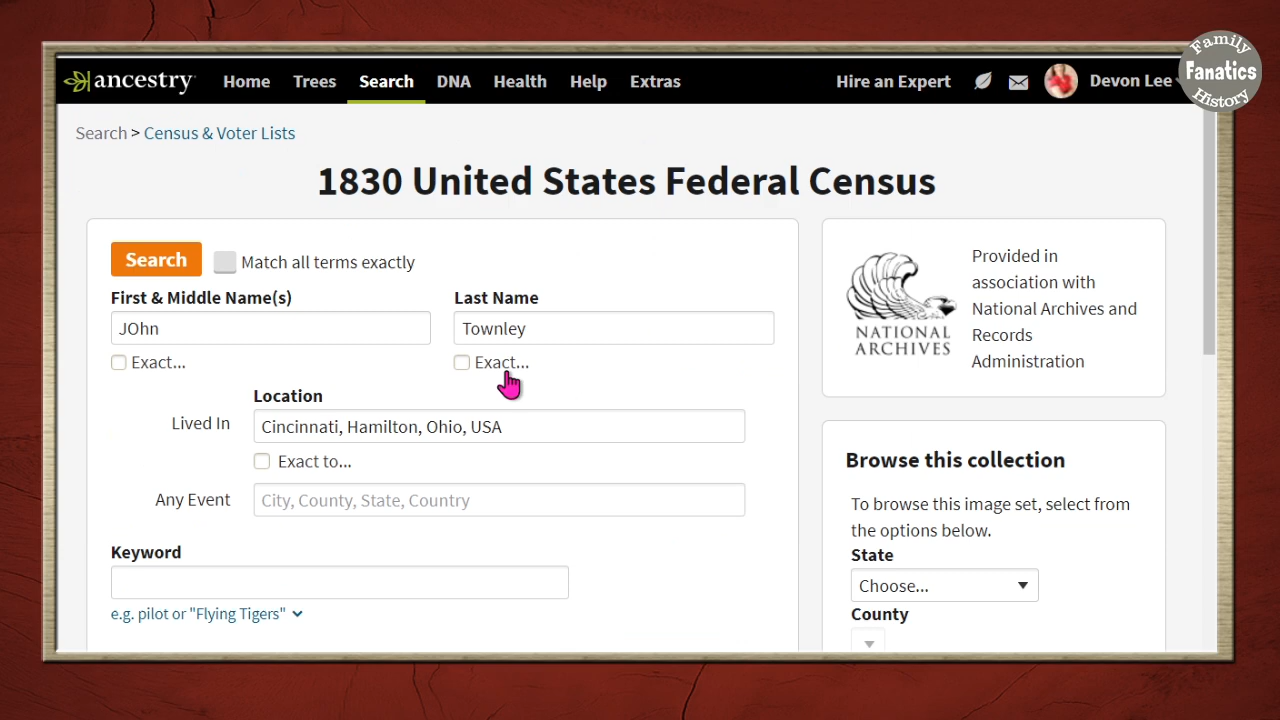 Family
Fanatics
History
ancestry Home Trees Search DNA Health Help Extras Hire an Expert Devon Lee
Search > Census & Voter Lists
1830 United States Federal Census
Search Match all terms exactly
First & Middle Name(s) Last Name
JOhn Townley
Exact... Exact...
Location
Lived In Cincinnati, Hamilton, Ohio, USA
Exact to...
Any Event City, County, State, Country
Keyword
e.g. pilot or "Flying Tigers"
NATIONAL
ARCHIVES
Provided in
association with
National Archives and
Records
Administration
Browse this collection
To browse this image set, select from
the options below.
State
Choose...
County